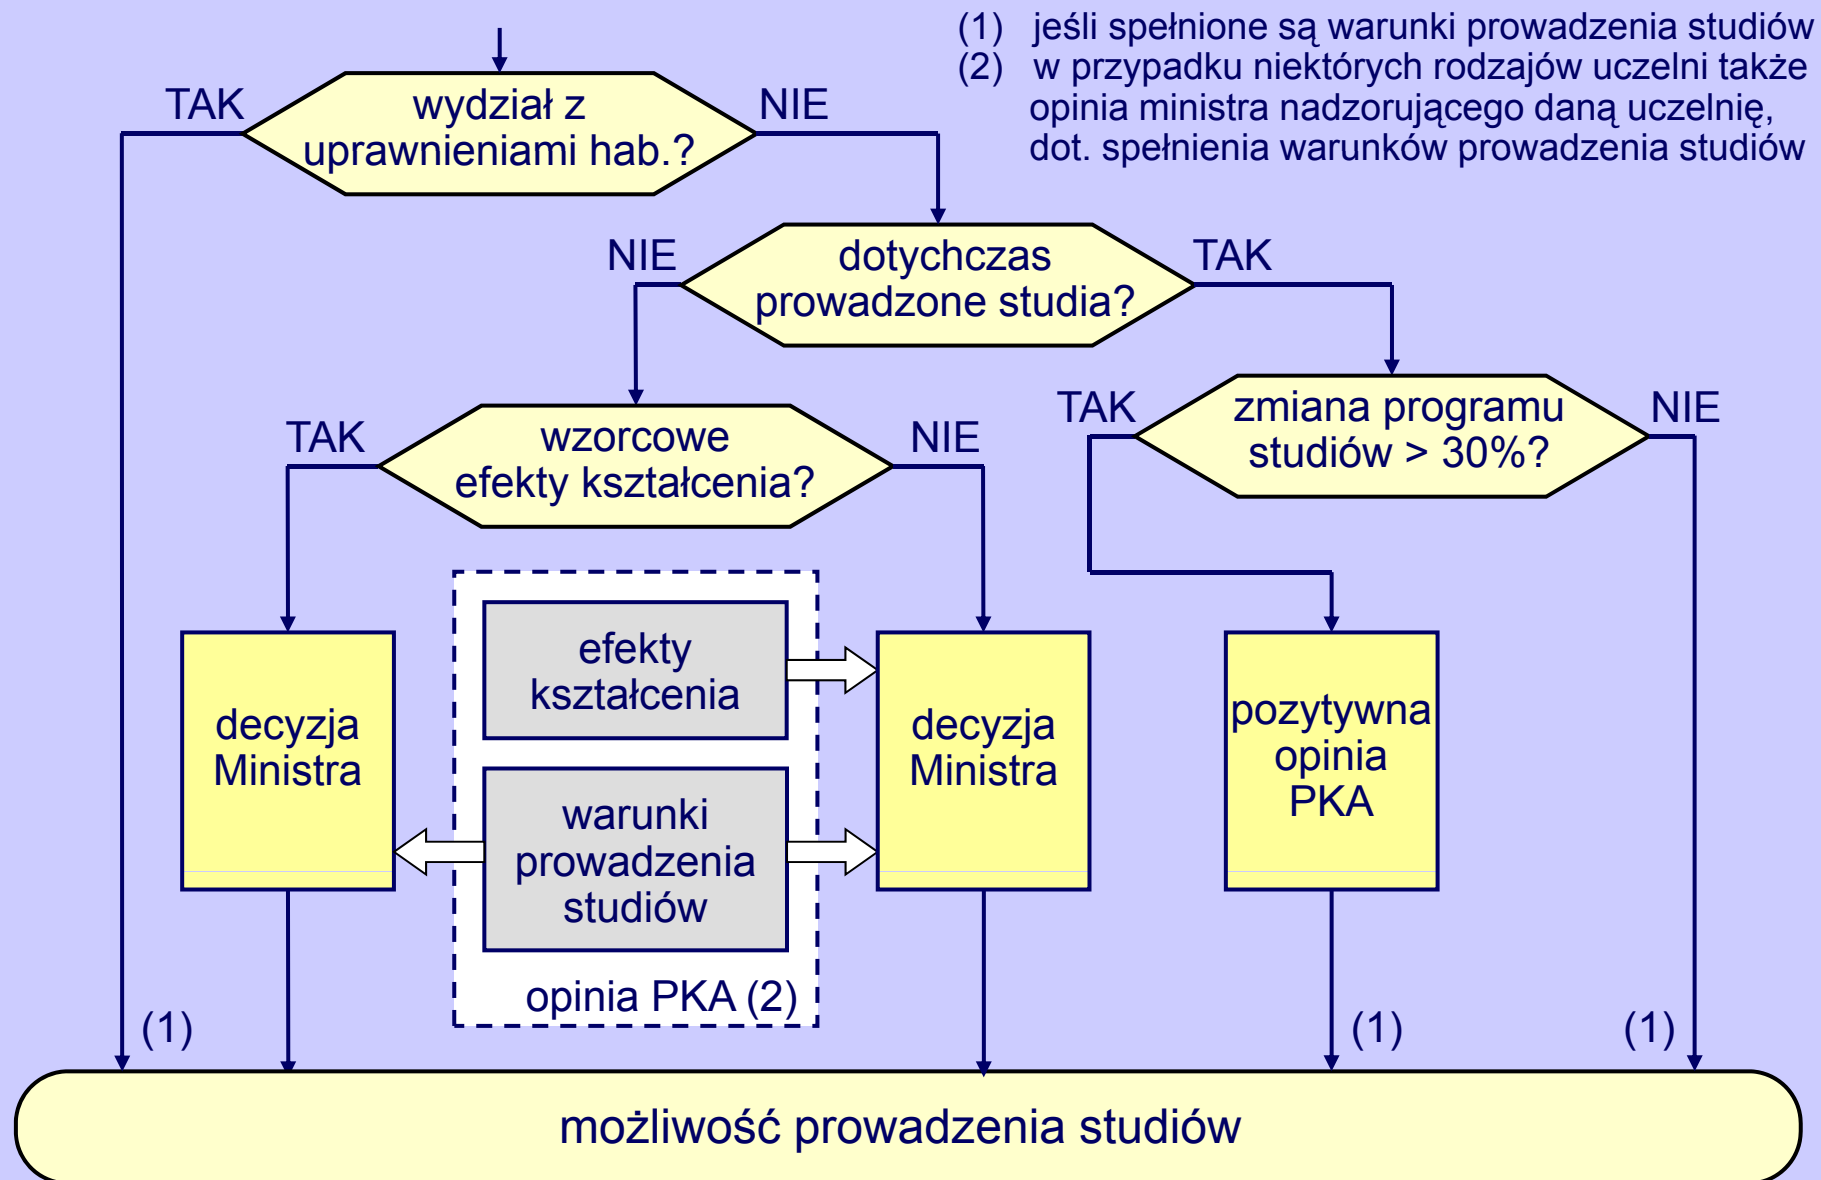 (1) jeśli spełnione są warunki prowadzenia studiów
(2) w przypadku niektórych rodzajów uczelni także
opinia ministra nadzorującego daną uczelnię,
dot. spełnienia warunków prowadzenia studiów
TAK
wydział z
uprawnieniami hab.?
NIE
NIE
dotychczas
prowadzone studia?
TAK
TAK
wzorcowe
efekty kształcenia?
NIE
TAK
zmiana programu
studiów > 30%?
NIE
decyzja
Ministra
efekty
kształcenia
warunki
prowadzenia
studiów
opinia PKA (2)
decyzja
Ministra
pozytywna
opinia
PKA
(1)
(1)
(1)
możliwość prowadzenia studiów